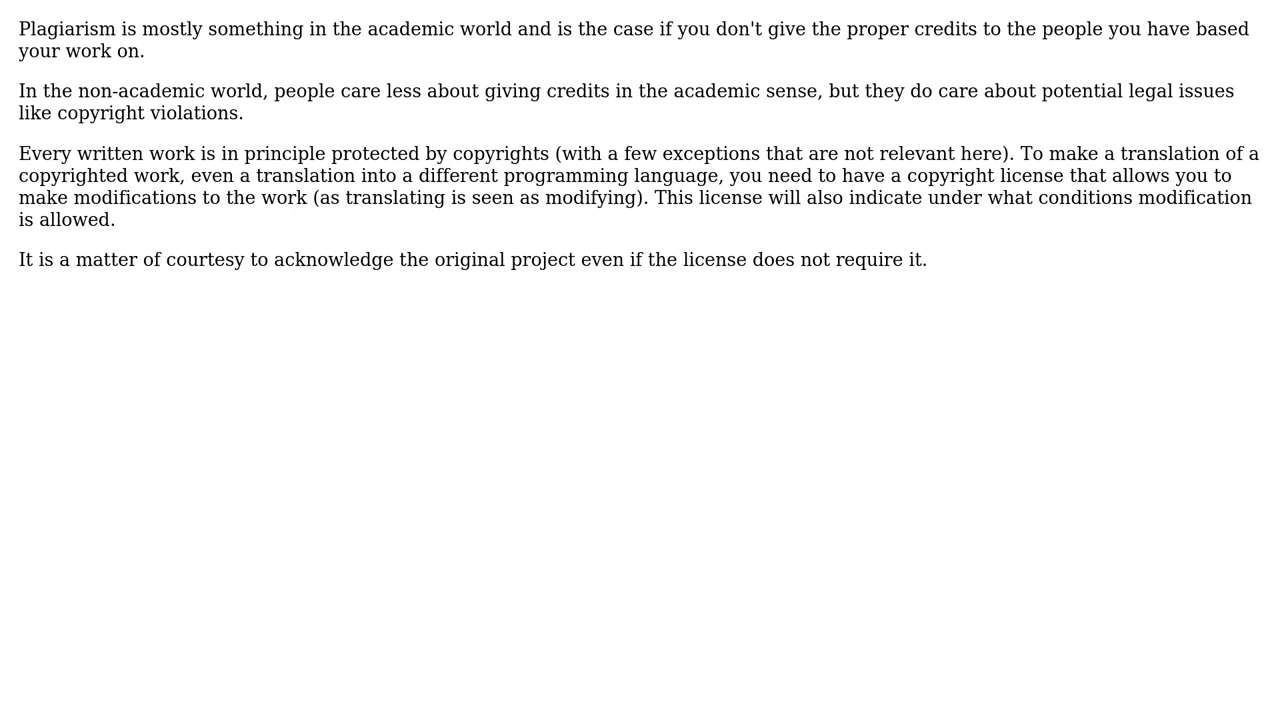 Plagiarism is mostly something in the academic world and is the case if you don't give the proper credits to the people you have based
your work on.
In the non-academic world, people care less about giving credits in the academic sense, but they do care about potential legal issues
like copyright violations.
Every written work is in principle protected by copyrights (with a few exceptions that are not relevant here). To make a translation of a
copyrighted work, even a translation into a different programming language, you need to have a copyright license that allows you to
make modifications to the work (as translating is seen as modifying). This license will also indicate under what conditions modification
is allowed.
It is a matter of courtesy to acknowledge the original project even if the license does not require it.